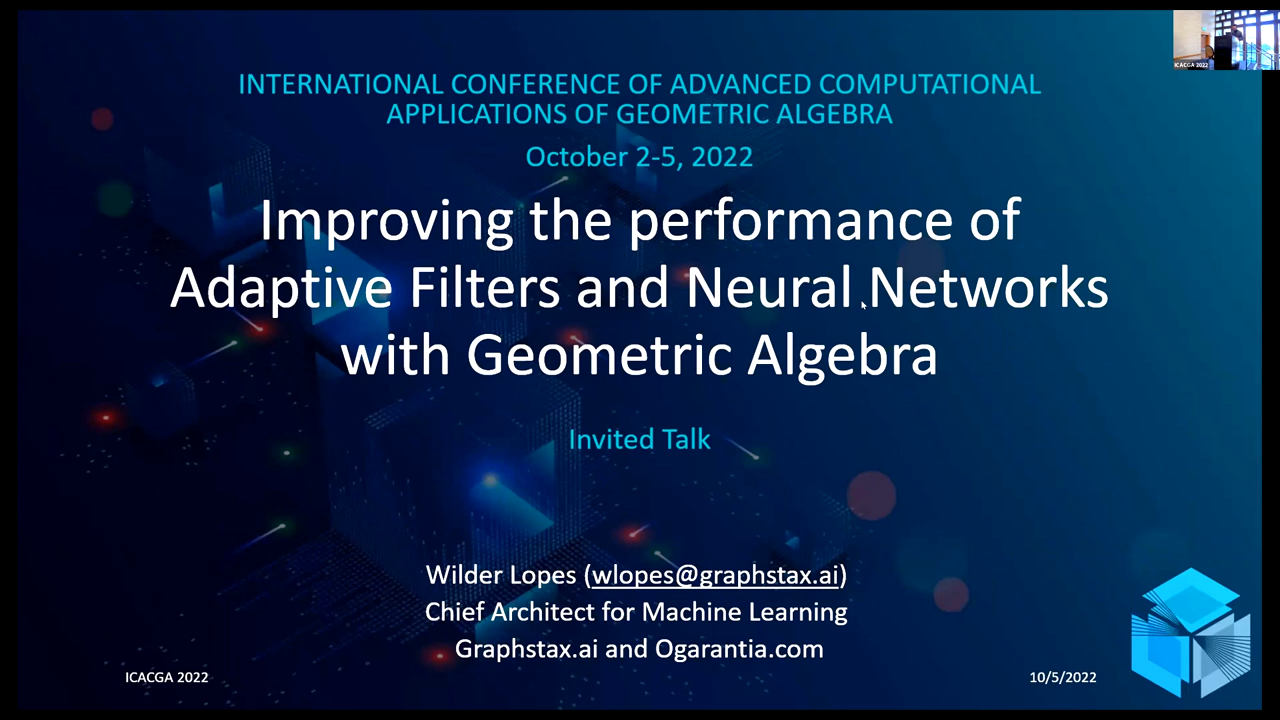 ICACGA 2022
INTERNATIONAL CONFERENCE OF ADVANCED COMPUTATIONAL
APPLICATIONS OF GEOMETRIC ALGEBRA
October 2-5, 2022
Improving the performance of
Adaptive Filters and Neural Networks
with Geometric Algebra
Invited Talk
Wilder Lopes (wlopes@graphstax.ai)
Chief Architect for Machine Learning
Graphstax.ai and Ogarantia.com
ICACGA 2022
10/5/2022